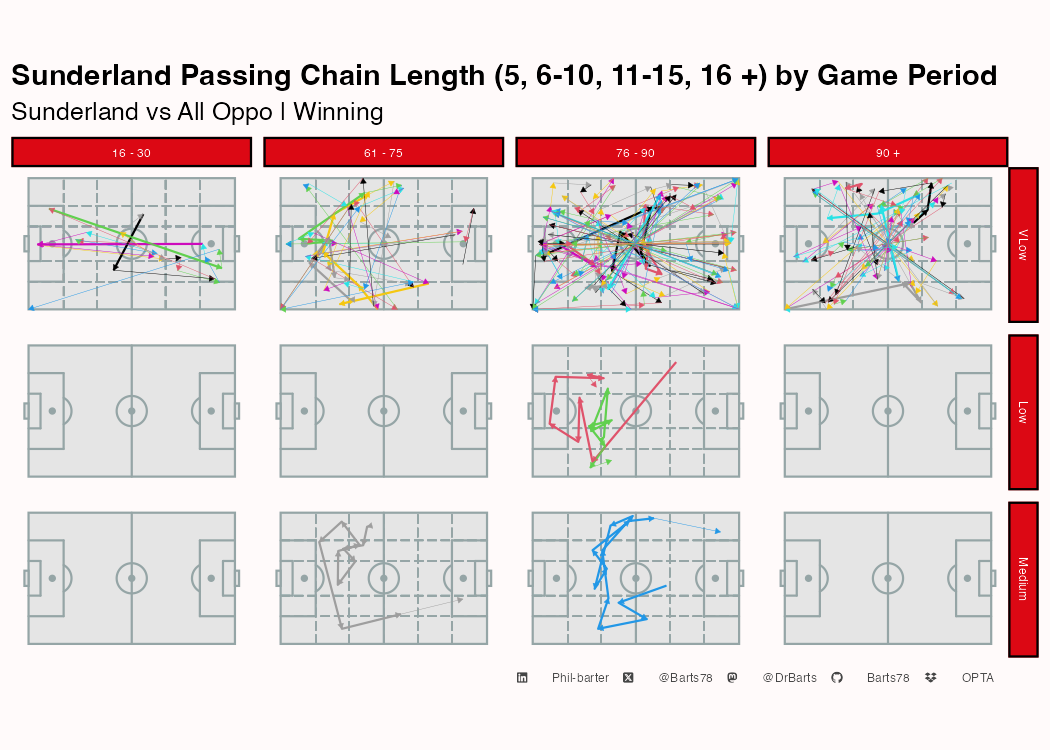 Sunderland Passing Chain Length (5, 6-10, 11-15, 16 +) by Game Period
Sunderland vs All Oppo | Winning
16 - 30
61 - 75
76 - 90
90 +
VLow
Low
Medium
Phil-barter @Barts78 @DrBarts Barts78 OPTA